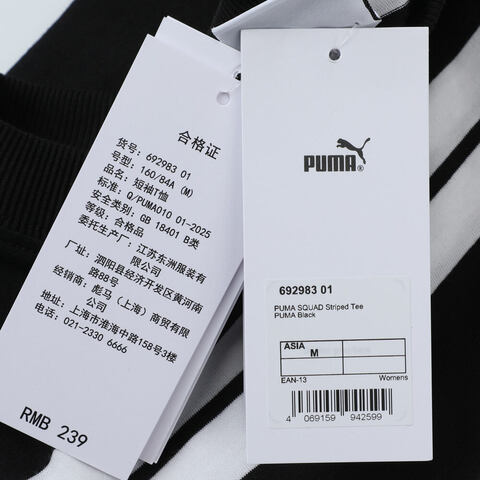 合格证
货号: 692983 01
号型: 160/84A (M)
品名: 短袖T恤
标准: Q/PUMA010 01-2025
安全类别: GB 18401 B类
等级: 合格品
委托生产厂: 江苏东洲服装有
限公司
厂址: 泗阳县经济开发区黄河南
路88号
经销商: 彪马(上海)商贸有限
公司
地址: 上海市淮海中路158号3楼
电话: 021-2330 6666
RMB 239
PUMA
692983 01
PUMA SQUAD Striped Tee
PUMA Black
ASIA
M
EAN-13
Womens
4 069159 942599